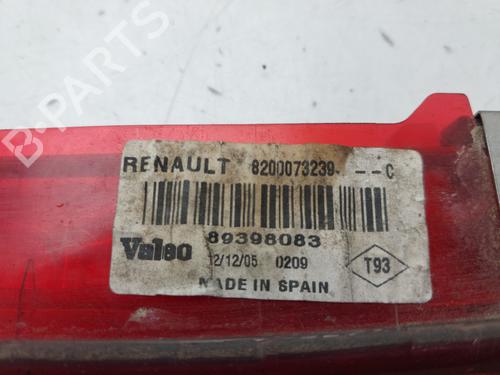 RENAULT 8200073239- --C
89398083
Valeo 12/12/05 0209 T93
MADE IN SPAIN
B-PARTS